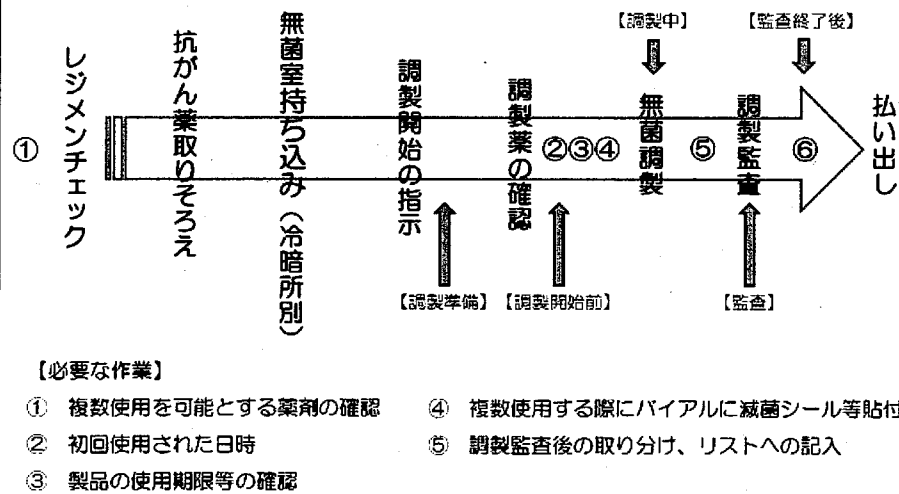 【調製中】
【監査終了後】
①
レジメンチェック
抗がん薬取りそろえ
無菌室持ち込み(冷暗所別)
調製開始の指示
調製薬の確認
②③④
無菌調製
⑤
調製監査
⑥
払い出し
【調製準備】
【調製開始前】
【監査】
【必要な作業】
① 複数使用を可能とする薬剤の確認
② 初回使用された日時
③ 製品の使用期限等の確認
④ 複数使用する際にバイアルに滅菌シール等貼付
⑤ 調製監査後の取り分け、リストへの記入